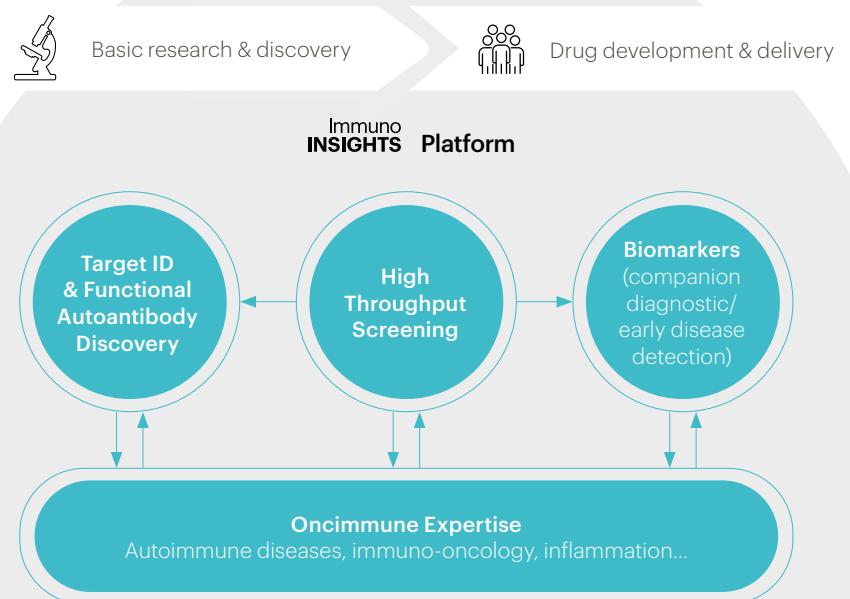 Basic research & discovery
Drug development & delivery
Immuno
INSIGHTS Platform
Target ID
& Functional
Autoantibody
Discovery
High
Throughput
Screening
Biomarkers
(companion
diagnostic/
early disease
detection)
Oncimmune Expertise
Autoimmune diseases, immuno-oncology, inflammation...